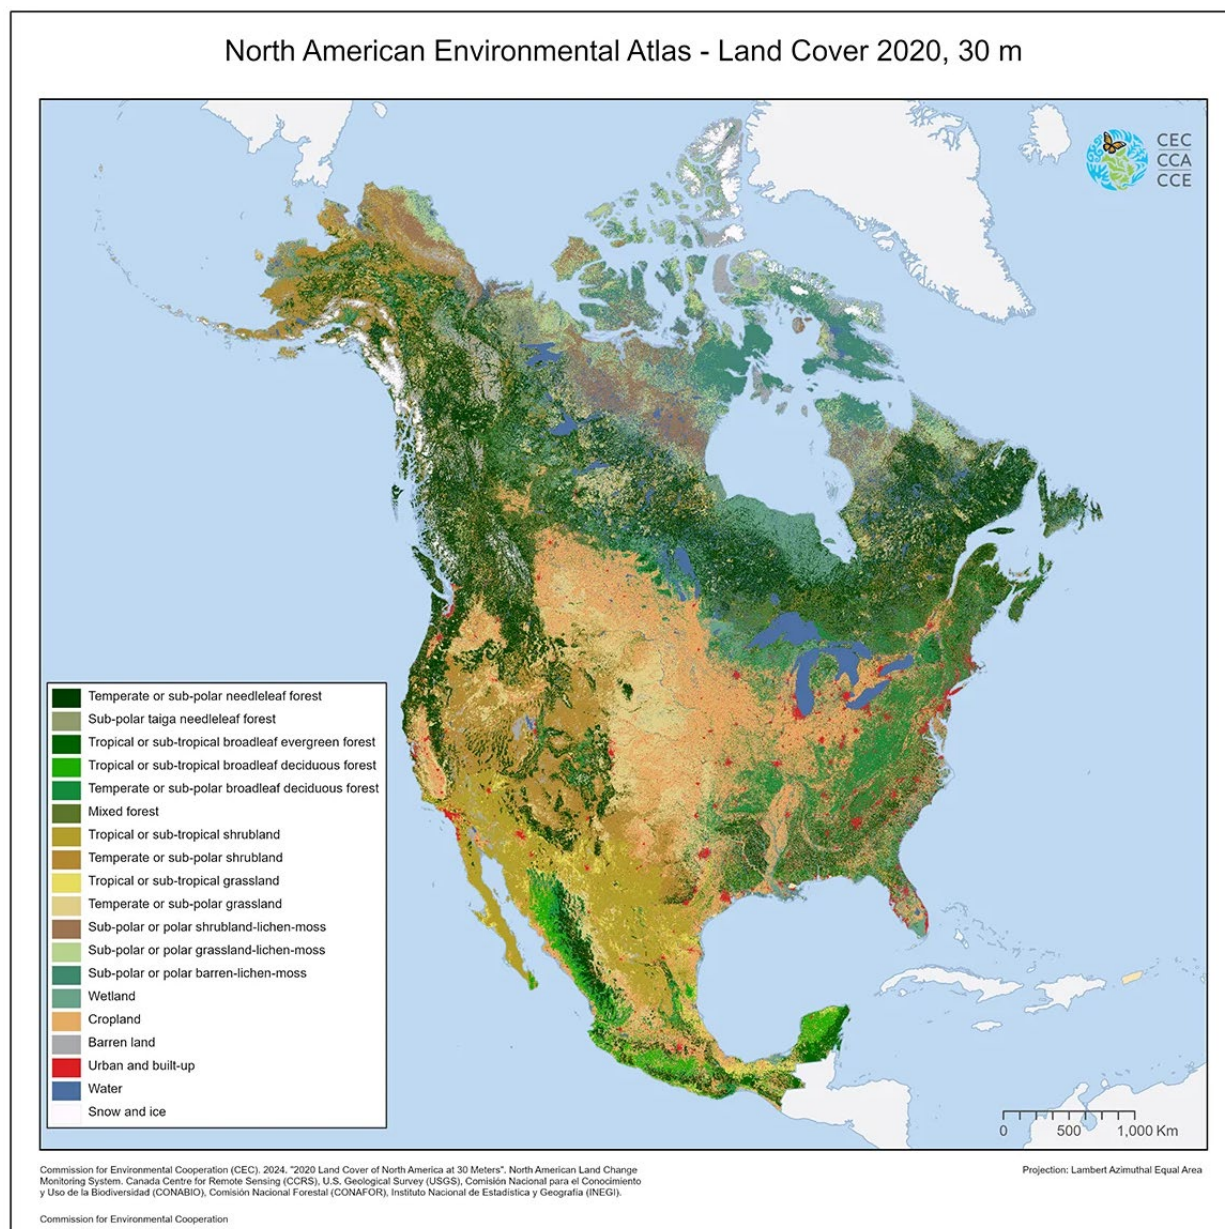 North American Environmental Atlas - Land Cover 2020, 30 m
CEC
CCA
CCE
Temperate or sub-polar needleleaf forest
Sub-polar taiga needleleaf forest
Tropical or sub-tropical broadleaf evergreen forest
Tropical or sub-tropical broadleaf deciduous forest
Temperate or sub-polar broadleaf deciduous forest
Mixed forest
Tropical or sub-tropical shrubland
Temperate or sub-polar shrubland
Tropical or sub-tropical grassland
Temperate or sub-polar grassland
Sub-polar or polar shrubland-lichen-moss
Sub-polar or polar grassland-lichen-moss
Sub-polar or polar barren-lichen-moss
Wetland
Cropland
Barren land
Urban and built-up
Water
Snow and ice
0 500 1,000 Km
Commission for Environmental Cooperation (CEC). 2024. "2020 Land Cover of North America at 30 Meters". North American Land Change
Monitoring System. Canada Centre for Remote Sensing (CCRS), U.S. Geological Survey (USGS), Comisión Nacional para el Conocimiento
y Uso de la Biodiversidad (CONABIO), Comisión Nacional Forestal (CONAFOR), Instituto Nacional de Estadística y Geografía (INEGI).
Projection: Lambert Azimuthal Equal Area
Commission for Environmental Cooperation